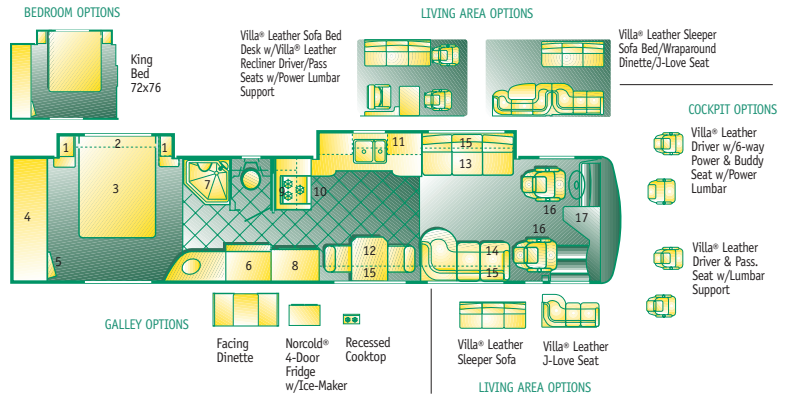 BEDROOM OPTIONS
King
Bed
72x76
LIVING AREA OPTIONS
Villa® Leather Sofa Bed
Desk w/Villa® Leather
Recliner Driver/Pass
Seats w/Power Lumbar
Support
Villa® Leather Sleeper
Sofa Bed/Wraparound
Dinette/J-Love Seat
COCKPIT OPTIONS
Villa® Leather
Driver w/6-way
Power & Buddy
Seat w/Power
Lumbar
Villa® Leather
Driver & Pass.
Seat w/Lumbar
Support
1
2
1
3
4
5
7
9
10
6
11
15
13
16
17
16
6
8
12
15
14
15
GALLEY OPTIONS
Facing
Dinette
Norcold®
4-Door
Fridge
w/Ice-Maker
Recessed
Cooktop
Villa® Leather
Sleeper Sofa
Villa® Leather
J-Love Seat
LIVING AREA OPTIONS